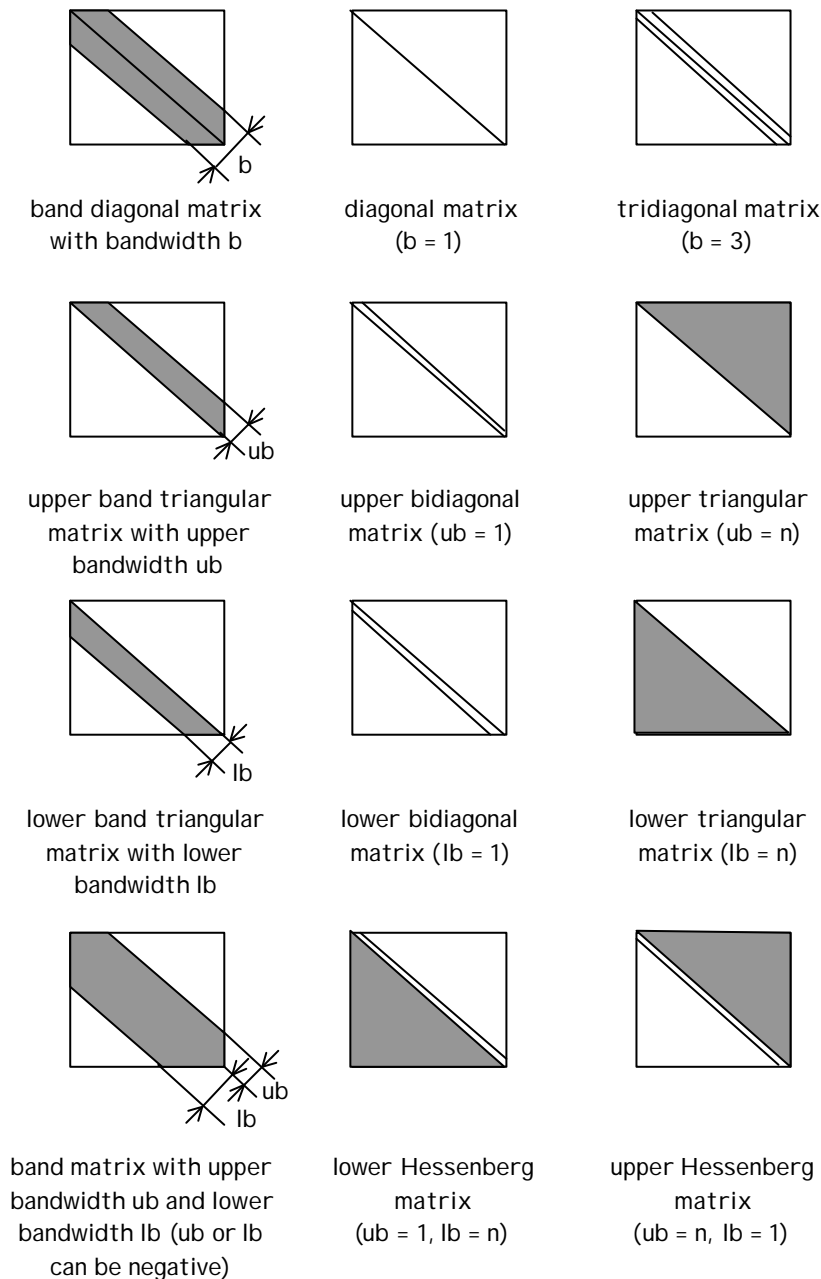 b
band diagonal matrix
with bandwidth b
diagonal matrix
(b = 1)
tridiagonal matrix
(b = 3)
ub
upper band triangular
matrix with upper
bandwidth ub
upper bidiagonal
matrix (ub = 1)
upper triangular
matrix (ub = n)
lb
lower band triangular
matrix with lower
bandwidth lb
lower bidiagonal
matrix (lb = 1)
lower triangular
matrix (lb = n)
ub
lb
band matrix with upper
bandwidth ub and lower
bandwidth lb (ub or lb
can be negative)
lower Hessenberg
matrix
(ub = 1, lb = n)
upper Hessenberg
matrix
(ub = n, lb = 1)